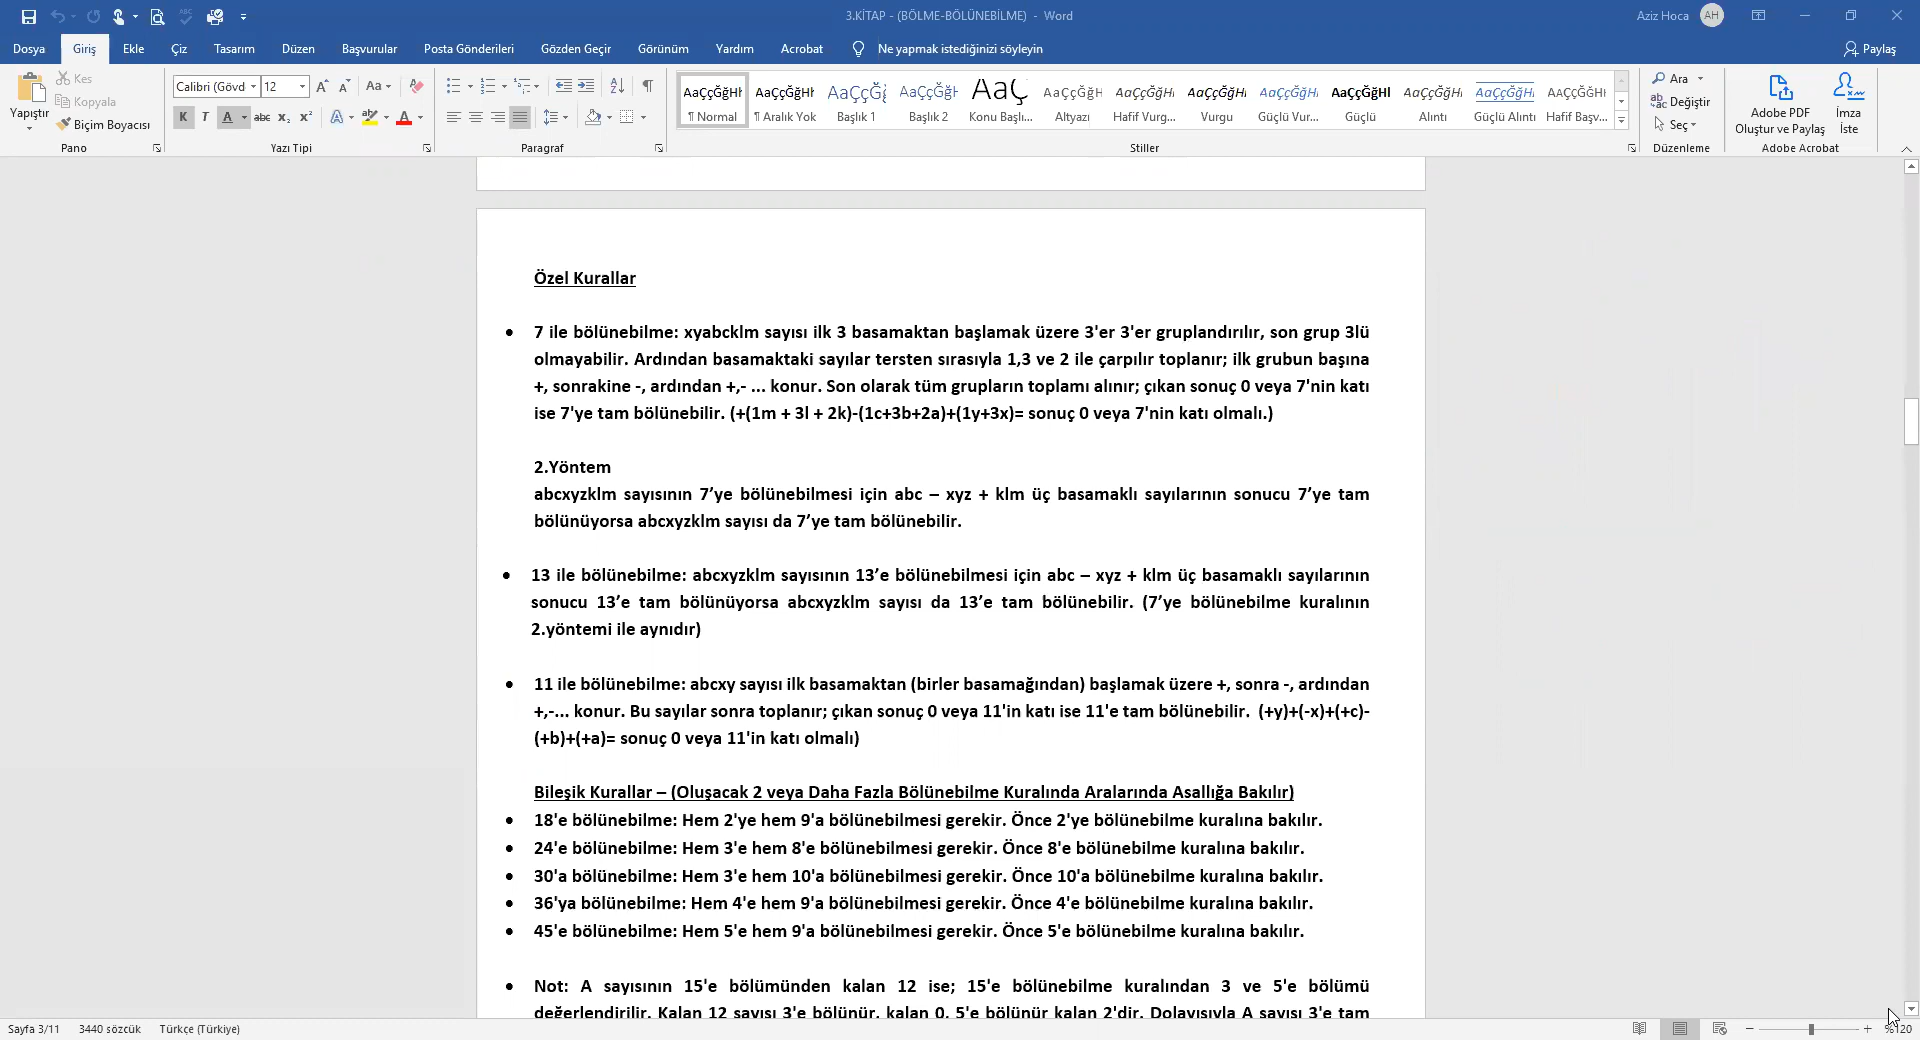 3.KİTAP - (BÖLME-BÖLÜNEBİLME) - Word
Aziz Hoca AH
Dosya Giriş Ekle Çiz Tasarım Düzen Başvurular Posta Gönderileri Gözden Geçir Görünüm Yardım Acrobat Ne yapmak istediğinizi söyleyin Paylaş
Yapıştır
Kes
Kopyala
Biçim Boyacısı
Pano
Calibri (Gövd 12
K T A abc x₂ x²
Yazı Tipi
Paragraf
AaÇçĞğHl AaÇçĞğHl AaÇçĞğ AaÇçĞğH AaÇ AaÇçĞğH AaÇçĞğHl AaÇçĞğHl AaÇçĞğHl AaÇçĞğHl AaÇçĞğHl AaÇçĞğHl AaÇçĞğHl
¶ Normal ¶ Aralık Yok Başlık 1 Başlık 2 Konu Başlı... Altyazı Hafif Vurg... Vurgu Güçlü Vur... Güçlü Alıntı Güçlü Alıntı Hafif Başv...
Stiller
Ara
Değiştir
Seç
Düzenleme
Adobe PDF
Oluştur ve Paylaş
İmza
İste
Adobe Acrobat
Özel Kurallar
• 7 ile bölünebilme: xyabcklm sayısı ilk 3 basamaktan başlamak üzere 3'er 3'er gruplandırılır, son grup 3lü
olmayabilir. Ardından basamaktaki sayılar tersten sırasıyla 1,3 ve 2 ile çarpılır toplanır; ilk grubun başına
+, sonrakine -, ardından +,- ... konur. Son olarak tüm grupların toplamı alınır; çıkan sonuç 0 veya 7'nin katı
ise 7'ye tam bölünebilir. (+(1m + 3l + 2k)-(1c+3b+2a)+(1y+3x)= sonuç 0 veya 7'nin katı olmalı.)
2.Yöntem
abcxyzklm sayısının 7’ye bölünebilmesi için abc – xyz + klm üç basamaklı sayılarının sonucu 7’ye tam
bölünüyorsa abcxyzklm sayısı da 7’ye tam bölünebilir.
• 13 ile bölünebilme: abcxyzklm sayısının 13’e bölünebilmesi için abc – xyz + klm üç basamaklı sayılarının
sonucu 13’e tam bölünüyorsa abcxyzklm sayısı da 13’e tam bölünebilir. (7’ye bölünebilme kuralının
2.yöntemi ile aynıdır)
• 11 ile bölünebilme: abcxy sayısı ilk basamaktan (birler basamağından) başlamak üzere +, sonra -, ardından
+,-... konur. Bu sayılar sonra toplanır; çıkan sonuç 0 veya 11'in katı ise 11'e tam bölünebilir. (+y)+(-x)+(+c)-
(+b)+(+a)= sonuç 0 veya 11'in katı olmalı)
Bileşik Kurallar – (Oluşacak 2 veya Daha Fazla Bölünebilme Kuralında Aralarında Asallığa Bakılır)
• 18'e bölünebilme: Hem 2'ye hem 9'a bölünebilmesi gerekir. Önce 2'ye bölünebilme kuralına bakılır.
• 24'e bölünebilme: Hem 3'e hem 8'e bölünebilmesi gerekir. Önce 8'e bölünebilme kuralına bakılır.
• 30'a bölünebilme: Hem 3'e hem 10'a bölünebilmesi gerekir. Önce 10'a bölünebilme kuralına bakılır.
• 36'ya bölünebilme: Hem 4'e hem 9'a bölünebilmesi gerekir. Önce 4'e bölünebilme kuralına bakılır.
• 45'e bölünebilme: Hem 5'e hem 9'a bölünebilmesi gerekir. Önce 5'e bölünebilme kuralına bakılır.
• Not: A sayısının 15'e bölümünden kalan 12 ise; 15'e bölünebilme kuralından 3 ve 5'e bölümü
değerlendirilir. Kalan 12 sayısı 3'e bölünür, kalan 0, 5'e bölünür kalan 2'dir. Dolayısıyla A sayısı 3'e tam
Sayfa 3/11 3440 sözcük Türkçe (Türkiye) %120